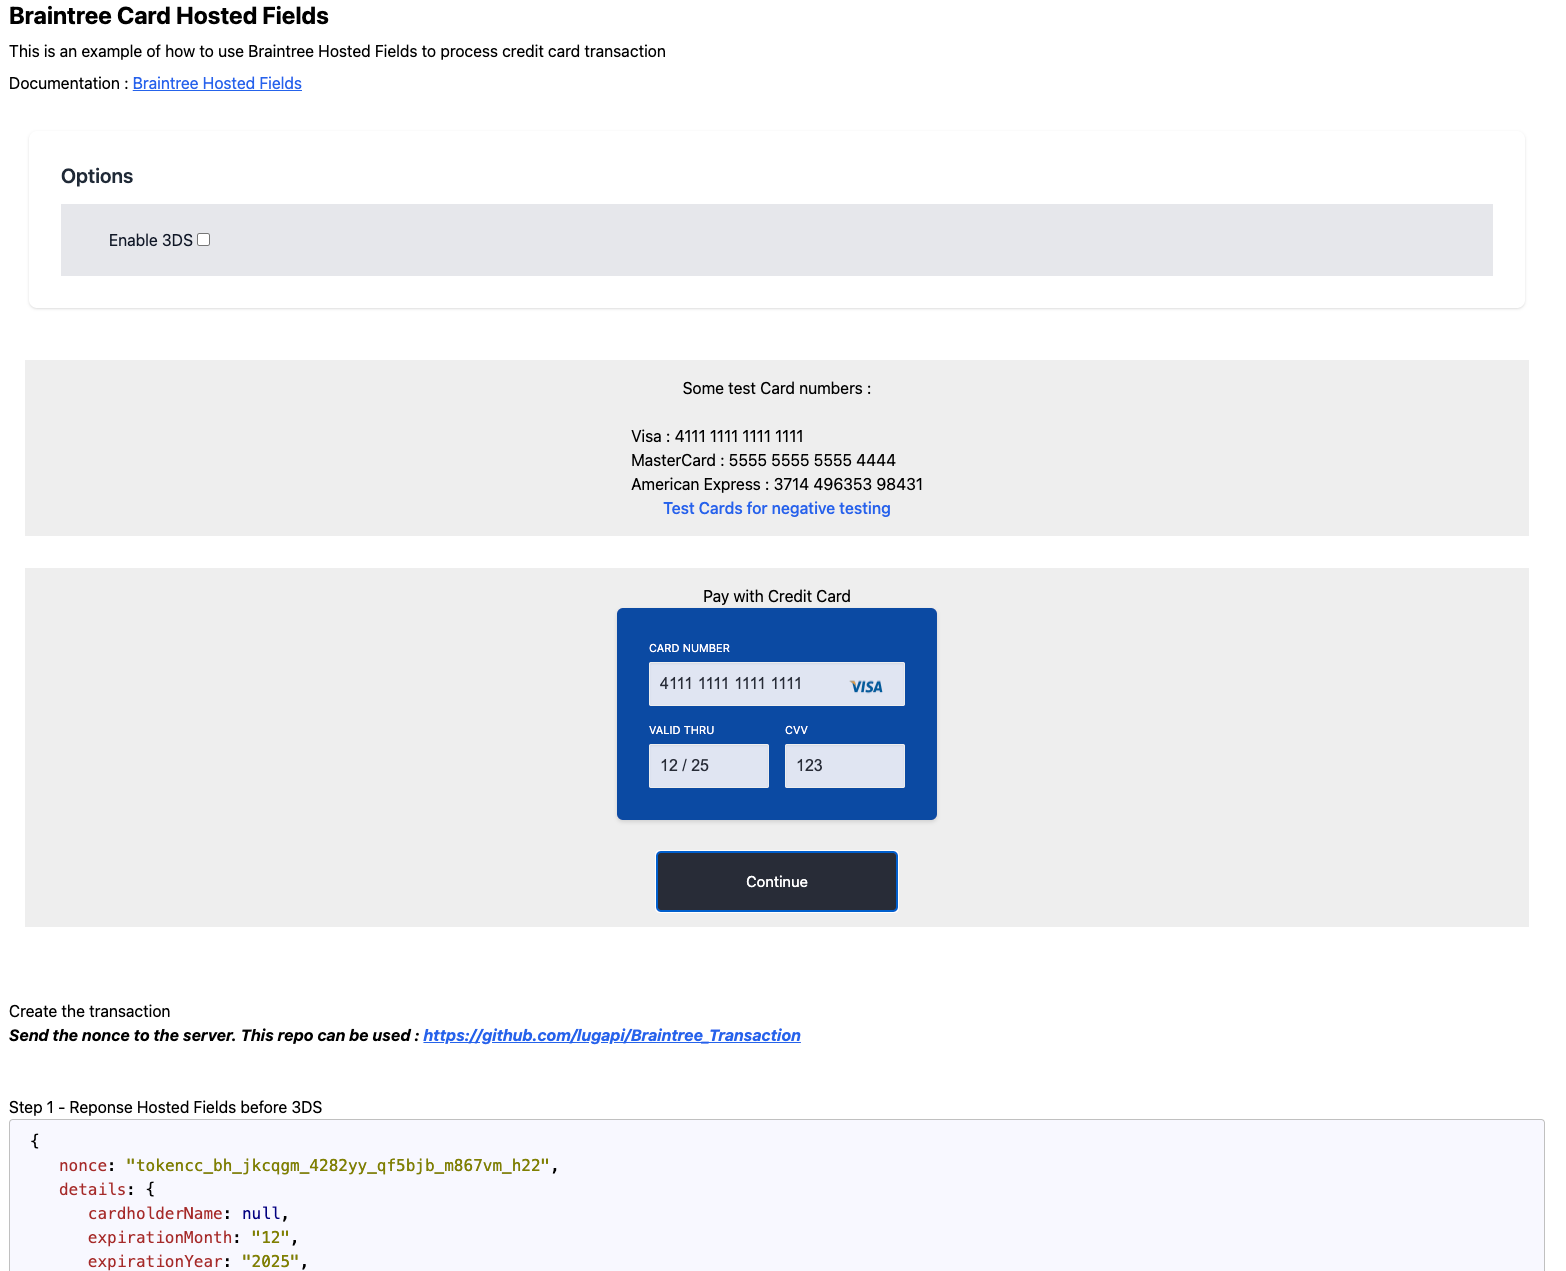 Braintree Card Hosted Fields
This is an example of how to use Braintree Hosted Fields to process credit card transaction
Documentation : Braintree Hosted Fields
Options
Enable 3DS
Some test Card numbers :
Visa : 4111 1111 1111 1111
MasterCard : 5555 5555 5555 4444
American Express : 3714 496353 98431
Test Cards for negative testing
Pay with Credit Card
CARD NUMBER
4111 1111 1111 1111 VISA
VALID THRU CVV
12 / 25 123
Continue
Create the transaction
Send the nonce to the server. This repo can be used : https://github.com/lugapi/Braintree_Transaction
Step 1 - Reponse Hosted Fields before 3DS
{
nonce: "tokencc_bh_jkcqgm_4282yy_qf5bjb_m867vm_h22",
details: {
cardholderName: null,
expirationMonth: "12",
expirationYear: "2025",